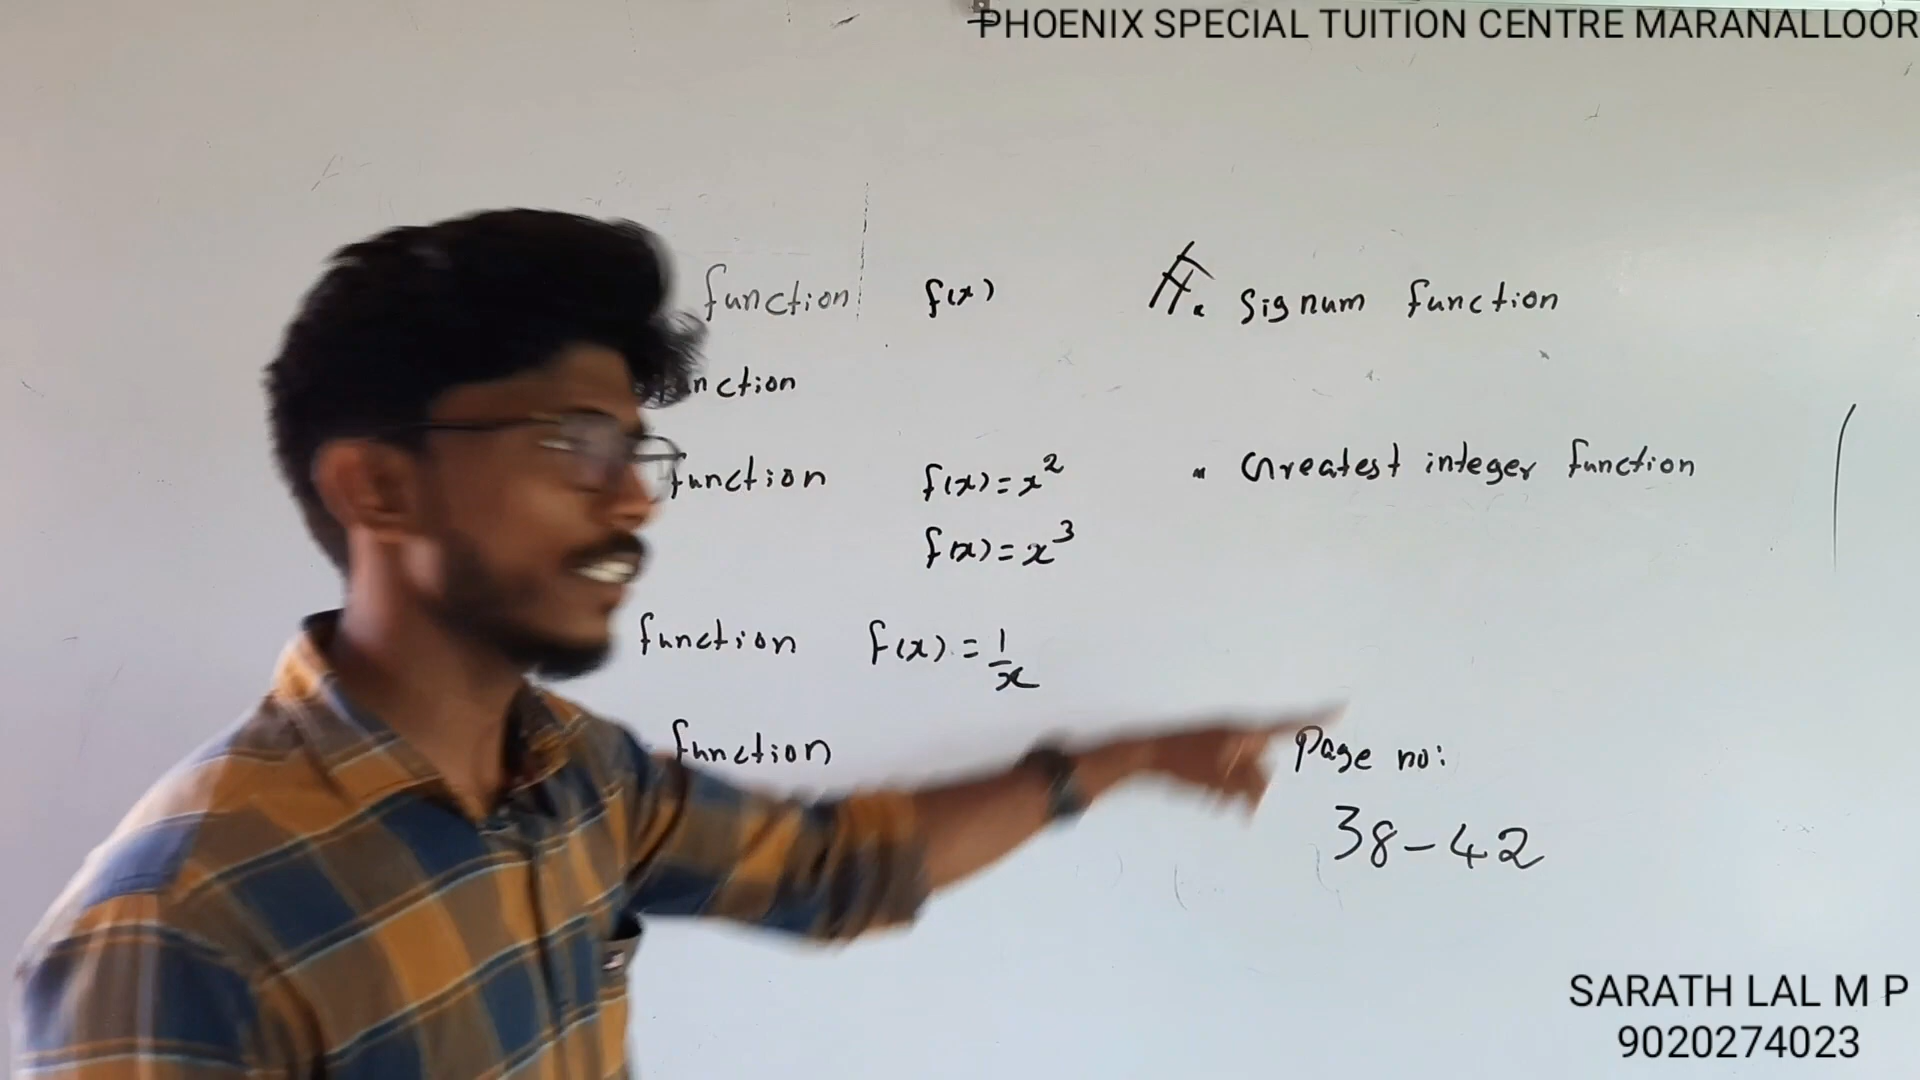 PHOENIX SPECIAL TUITION CENTRE MARANALLOOR
function f(x)
nction
function f(x)=x²
f(x)=x³
function f(x)=1/x
function
Signum function
Greatest integer function
Page no:
38-42
SARATH LAL M P
9020274023